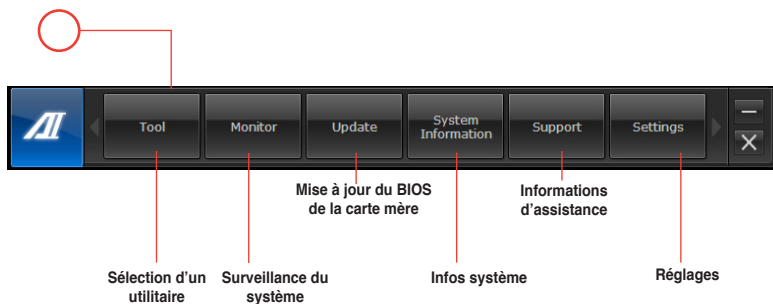 AI
Tool
Monitor
Update
System
Information
Support
Settings
Mise à jour du BIOS
de la carte mère
Informations
d'assistance
Sélection d'un
utilitaire
Surveillance du
système
Infos système
Réglages